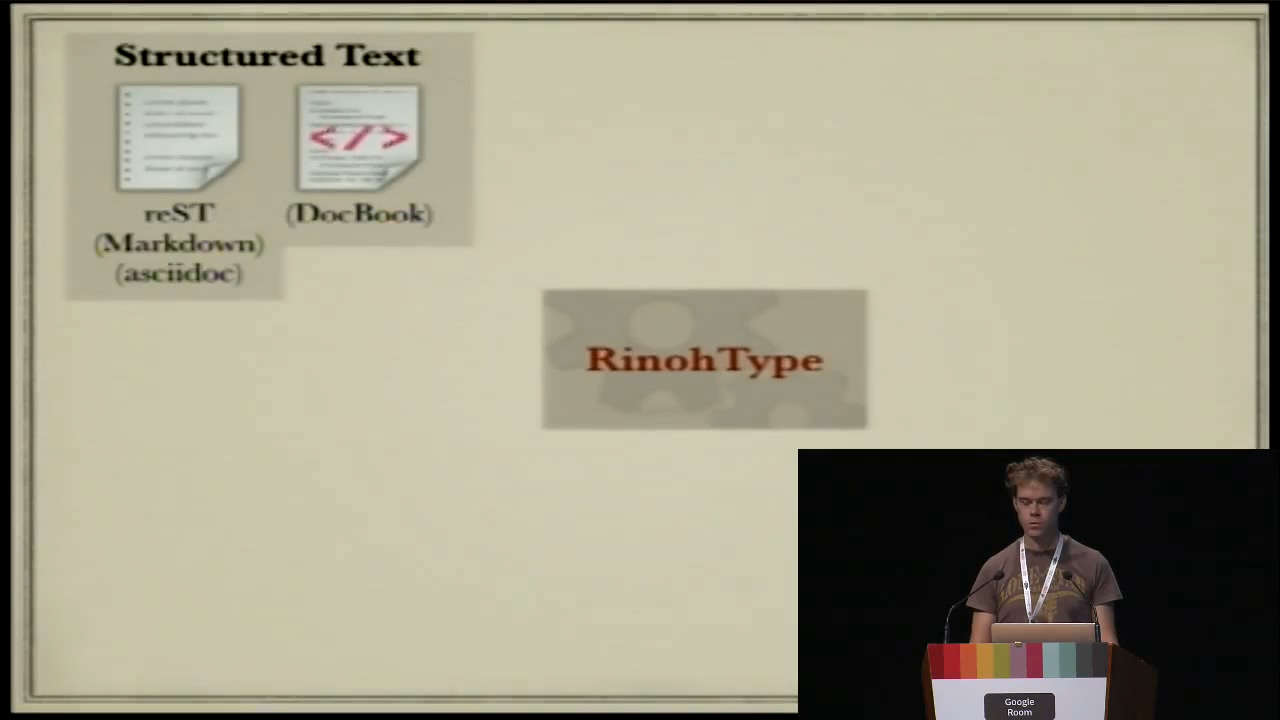 Structured Text
</>
reST
(Markdown)
(asciidoc)
(DocBook)
RinohType
Google
Room